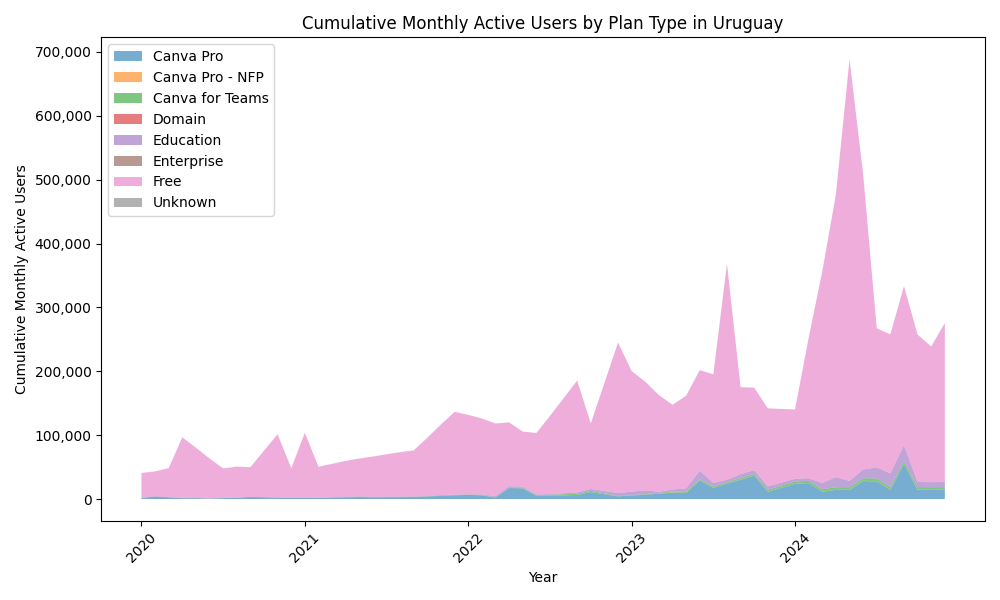 Cumulative Monthly Active Users by Plan Type in Uruguay
Canva Pro
Canva Pro - NFP
Canva for Teams
Domain
Education
Enterprise
Free
Unknown
Cumulative Monthly Active Users
700,000
600,000
500,000
400,000
300,000
200,000
100,000
0
2020
2021
2022
2023
2024
Year